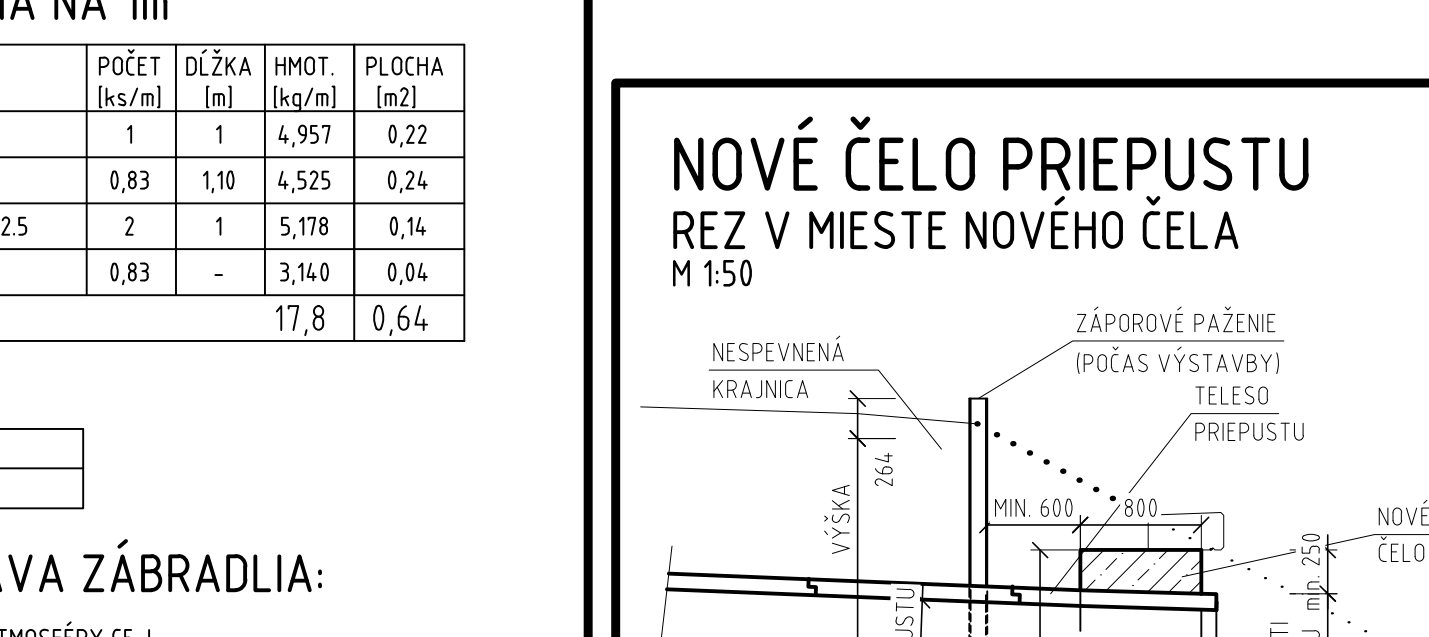 NA 1m
POČET DĹŽKA HMOT. PLOCHA
[ks/m] [m] [kg/m] [m2]
1 1 4,957 0,22
0,83 1,10 4,525 0,24
2.5 2 1 5,178 0,14
0,83 - 3,140 0,04
17,8 0,64
ZÁBRADLIA:
NOVÉ ČELO PRIEPUSTU
REZ V MIESTE NOVÉHO ČELA
M 1:50
ZÁPOROVÉ PAŽENIE
(POČAS VÝSTAVBY)
NESPEVNENÁ
KRAJNICA
TELESO
PRIEPUSTU
264
VÝŠKA
MIN. 600
800
NOVÉ
ČELO
min. 250